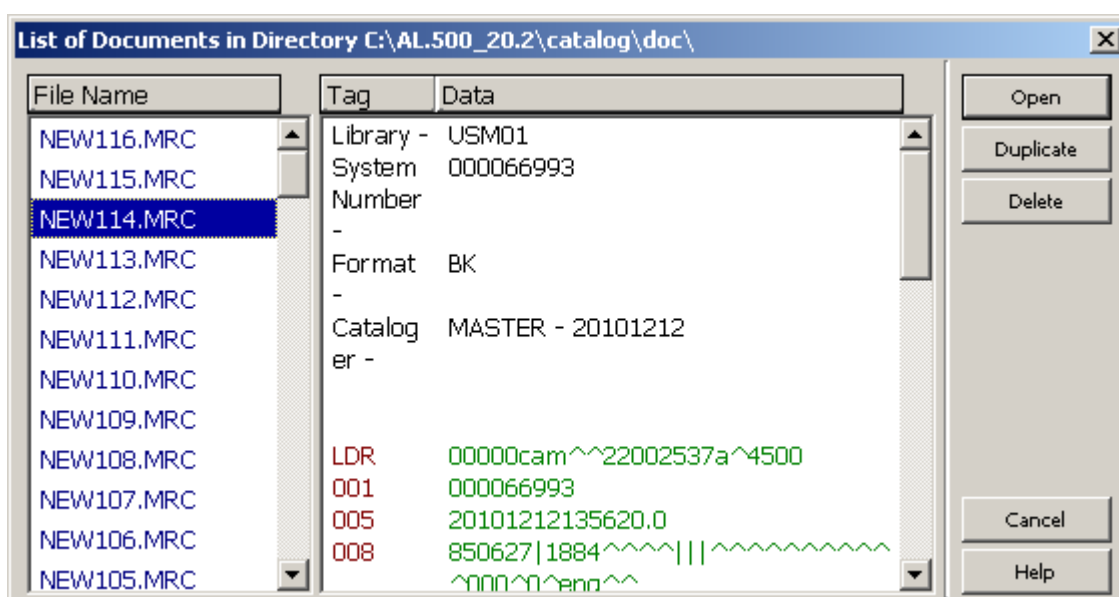 List of Documents in Directory C:\AL.500_20.2\catalog\doc\
File Name
NEW116.MRC
NEW115.MRC
NEW114.MRC
NEW113.MRC
NEW112.MRC
NEW111.MRC
NEW110.MRC
NEW109.MRC
NEW108.MRC
NEW107.MRC
NEW106.MRC
NEW105.MRC
Tag Data
Library - USM01
System 000066993
Number
-
Format BK
-
Catalog MASTER - 20101212
er -
LDR 00000cam^^22002537a^4500
001 000066993
005 20101212135620.0
008 850627|1884^^^^|||^^^^^^^^^^
^000^0^eng^^
Open
Duplicate
Delete
Cancel
Help